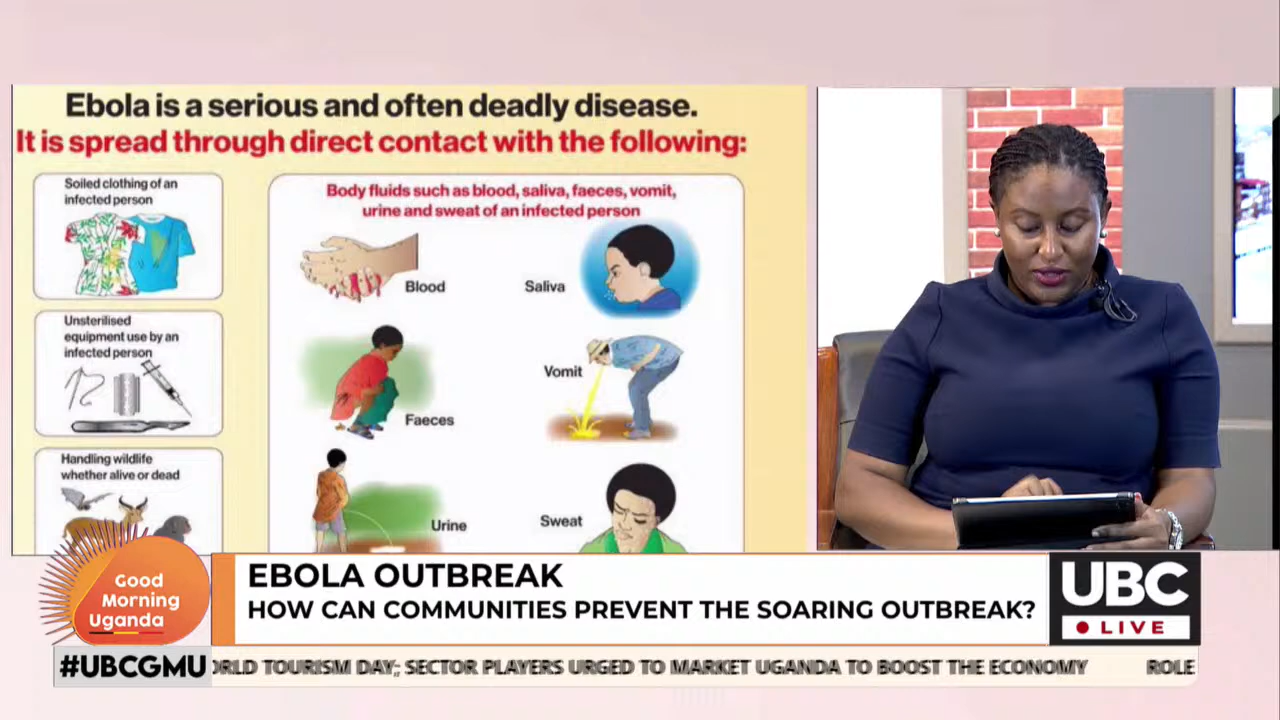 Ebola is a serious and often deadly disease.
It is spread through direct contact with the following:
Soiled clothing of an
infected person
Unsterilised
equipment use by an
infected person
Handling wildlife
whether alive or dead
Body fluids such as blood, saliva, faeces, vomit,
urine and sweat of an infected person
Blood
Saliva
Faeces
Vomit
Urine
Sweat
Good
Morning
Uganda
EBOLA OUTBREAK
HOW CAN COMMUNITIES PREVENT THE SOARING OUTBREAK?
UBC
LIVE
#UBCGMU
ORLD TOURISM DAY; SECTOR PLAYERS URGED TO MARKET UGANDA TO BOOST THE ECONOMY ROLE